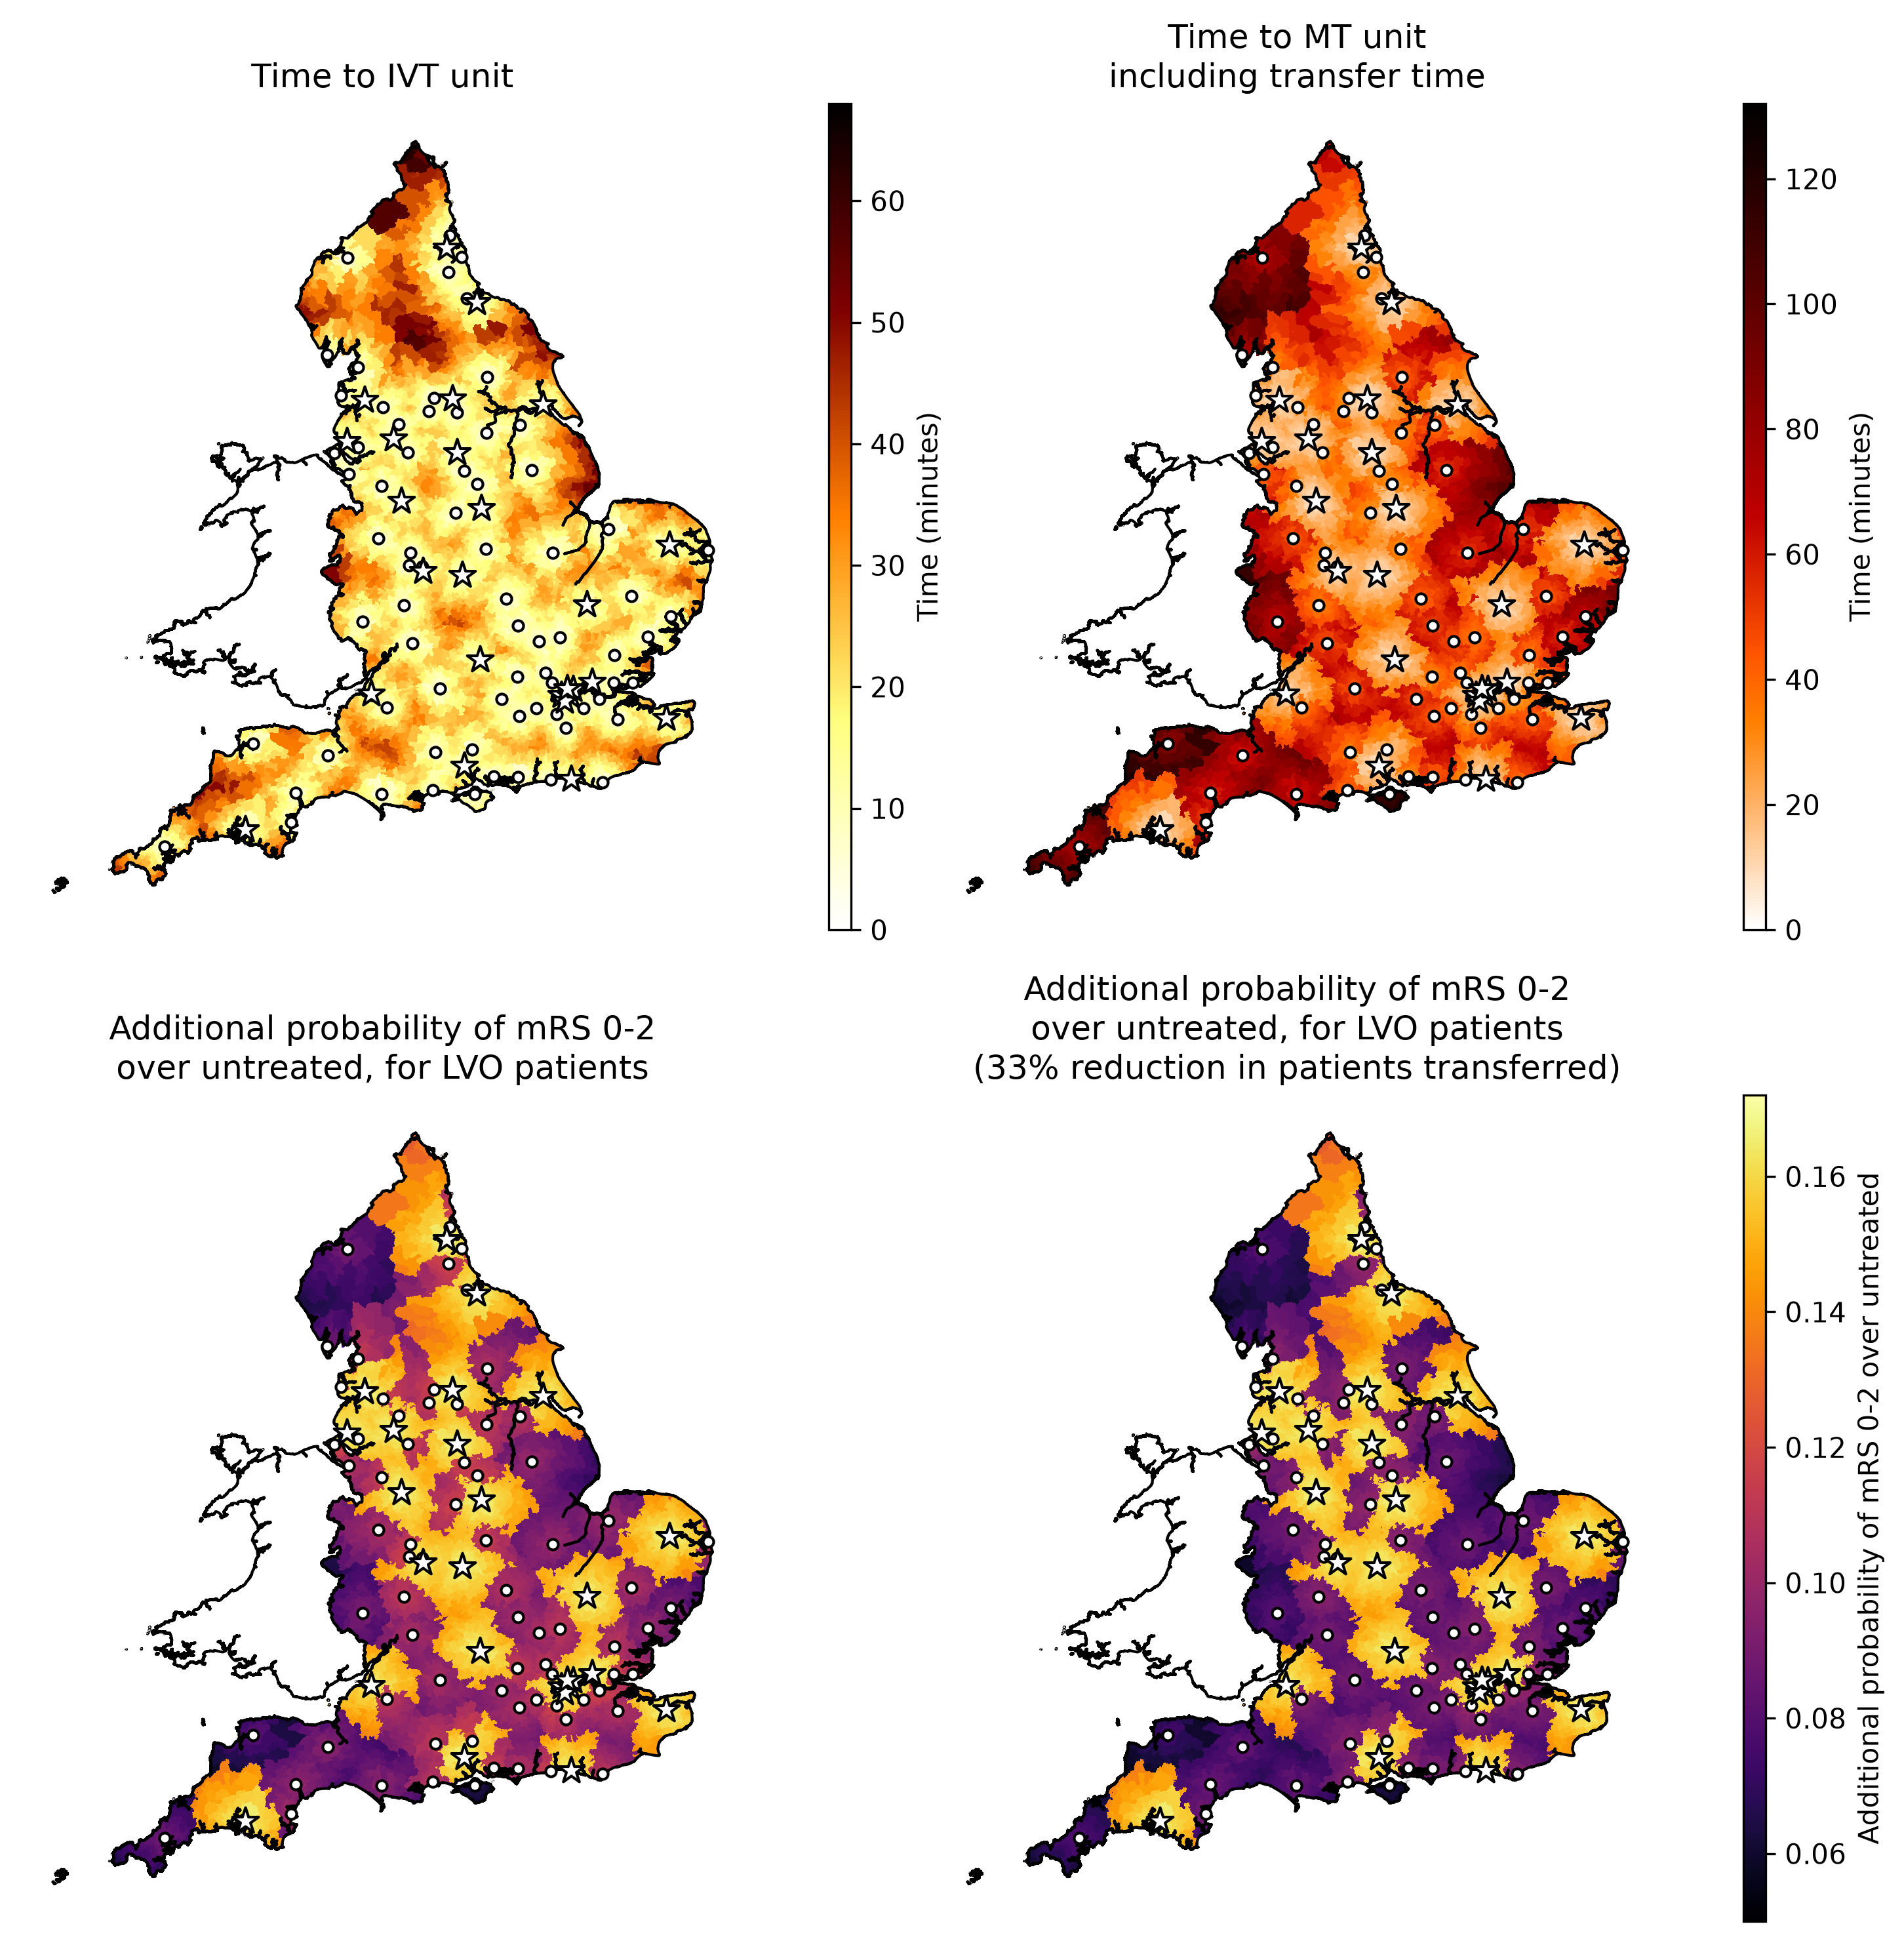 Time to IVT unit
60
50
40
30
20
10
0
Time (minutes)
Time to MT unit
including transfer time
120
100
80
60
40
20
0
Time (minutes)
Additional probability of mRS 0-2
over untreated, for LVO patients
Additional probability of mRS 0-2
over untreated, for LVO patients
(33% reduction in patients transferred)
0.16
0.14
0.12
0.10
0.08
0.06
Additional probability of mRS 0-2 over untreated